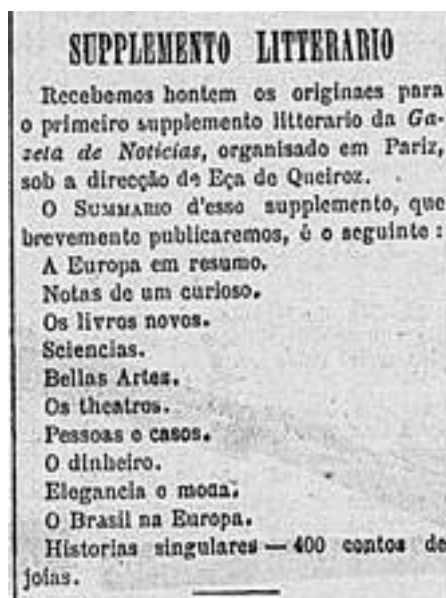 SUPPLEMENTO LITTERARIO
Recebemos hontem os originaes para
o primeiro supplemento litterario da Ga-
zeta de Noticias, organisado em Pariz,
sob a direcção de Eça de Queiroz.
O SUMMARIO d'esse supplemento, que
brevemente publicaremos, é o seguinte :
A Europa em resumo.
Notas de um curioso.
Os livros novos.
Sciencias.
Bellas Artes.
Os theatros.
Pessoas e casos.
O dinheiro.
Elegancia e moda.
O Brasil na Europa.
Historias singulares — 400 contos de
joias.